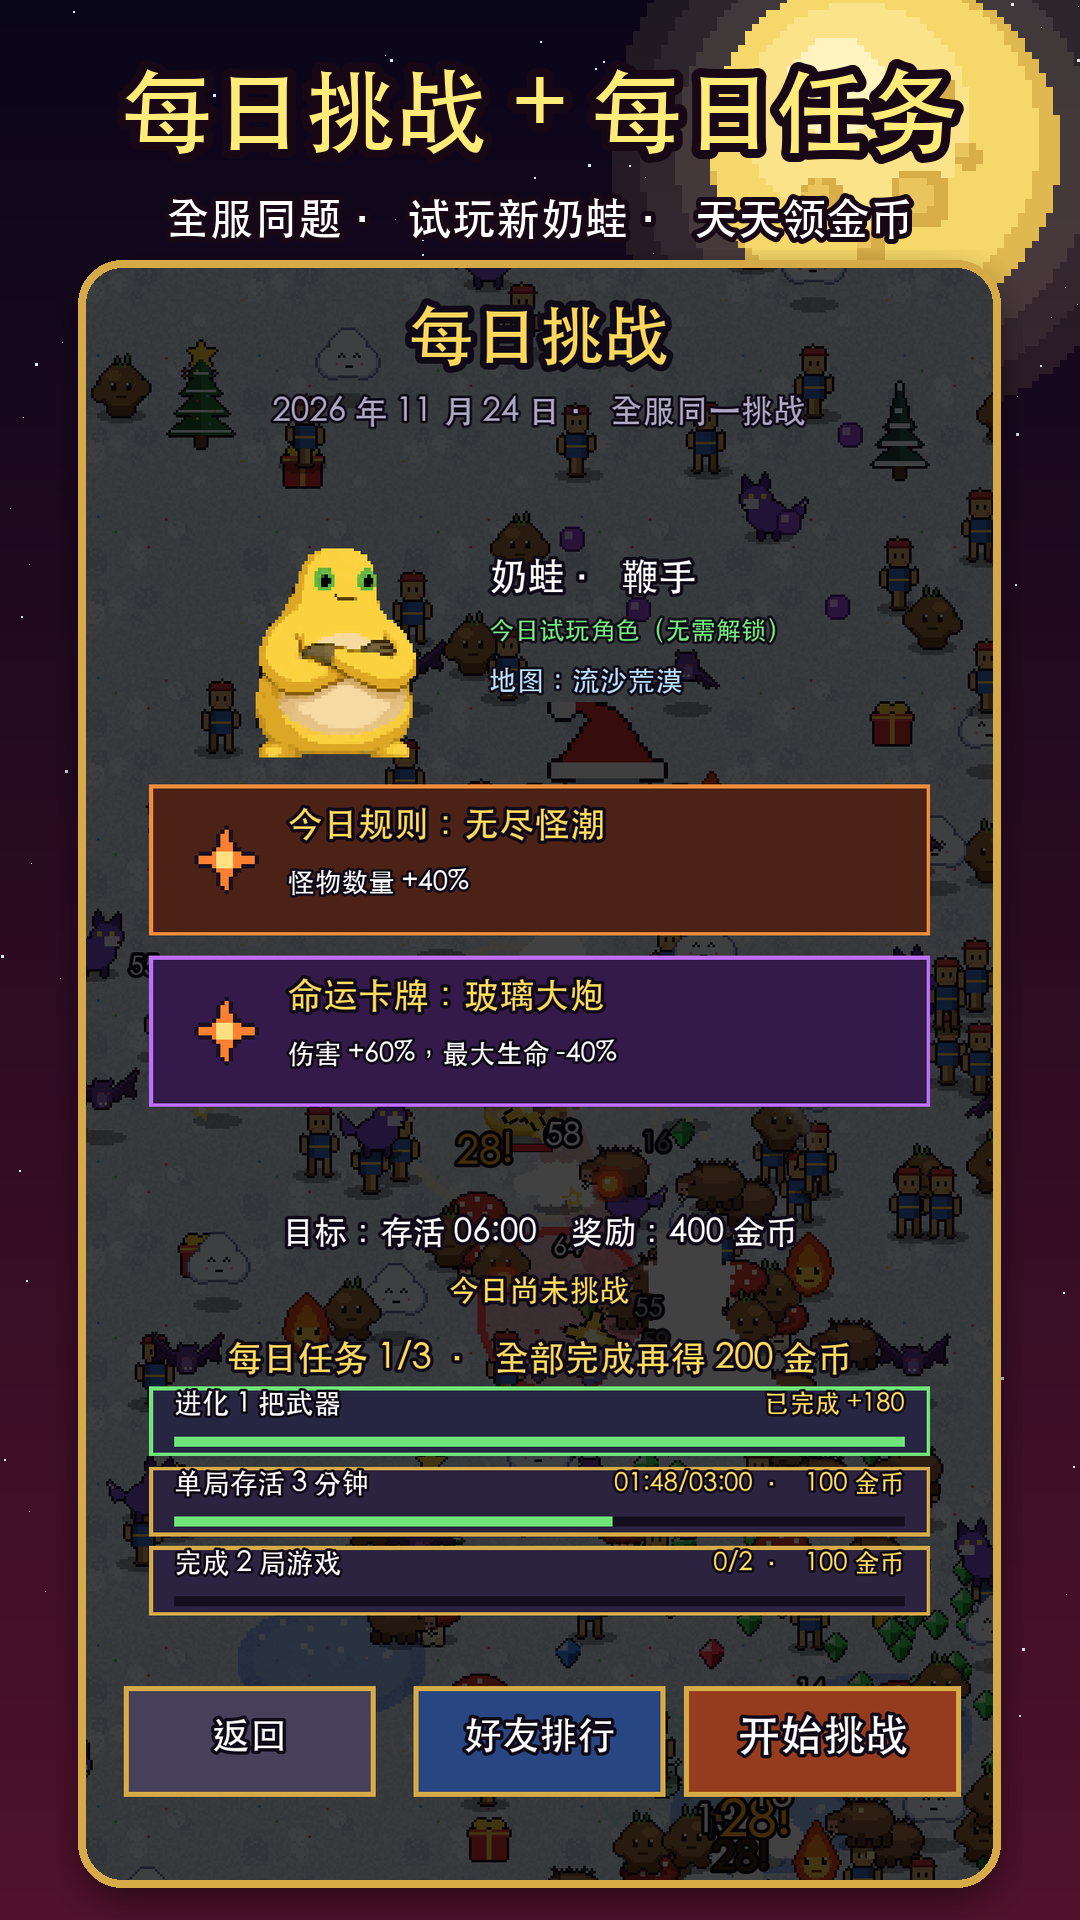 每日挑战 + 每日任务
全服同题 · 试玩新奶蛙 · 天天领金币
每日挑战
2026 年 11 月 24 日 · 全服同一挑战
奶蛙 · 鞭手
今日试玩角色（无需解锁）
地图：流沙荒漠
今日规则：无尽怪潮
怪物数量 +40%
命运卡牌：玻璃大炮
伤害 +60%，最大生命 -40%
28!
58
16
目标：存活 06:00 奖励：400 金币
64
今日尚未挑战
55
每日任务 1/3 · 全部完成再得 200 金币
进化 1 把武器 已完成 +180
单局存活 3 分钟 01:48/03:00 · 100 金币
完成 2 局游戏 0/2 · 100 金币
返回
好友排行
开始挑战
128!
28!